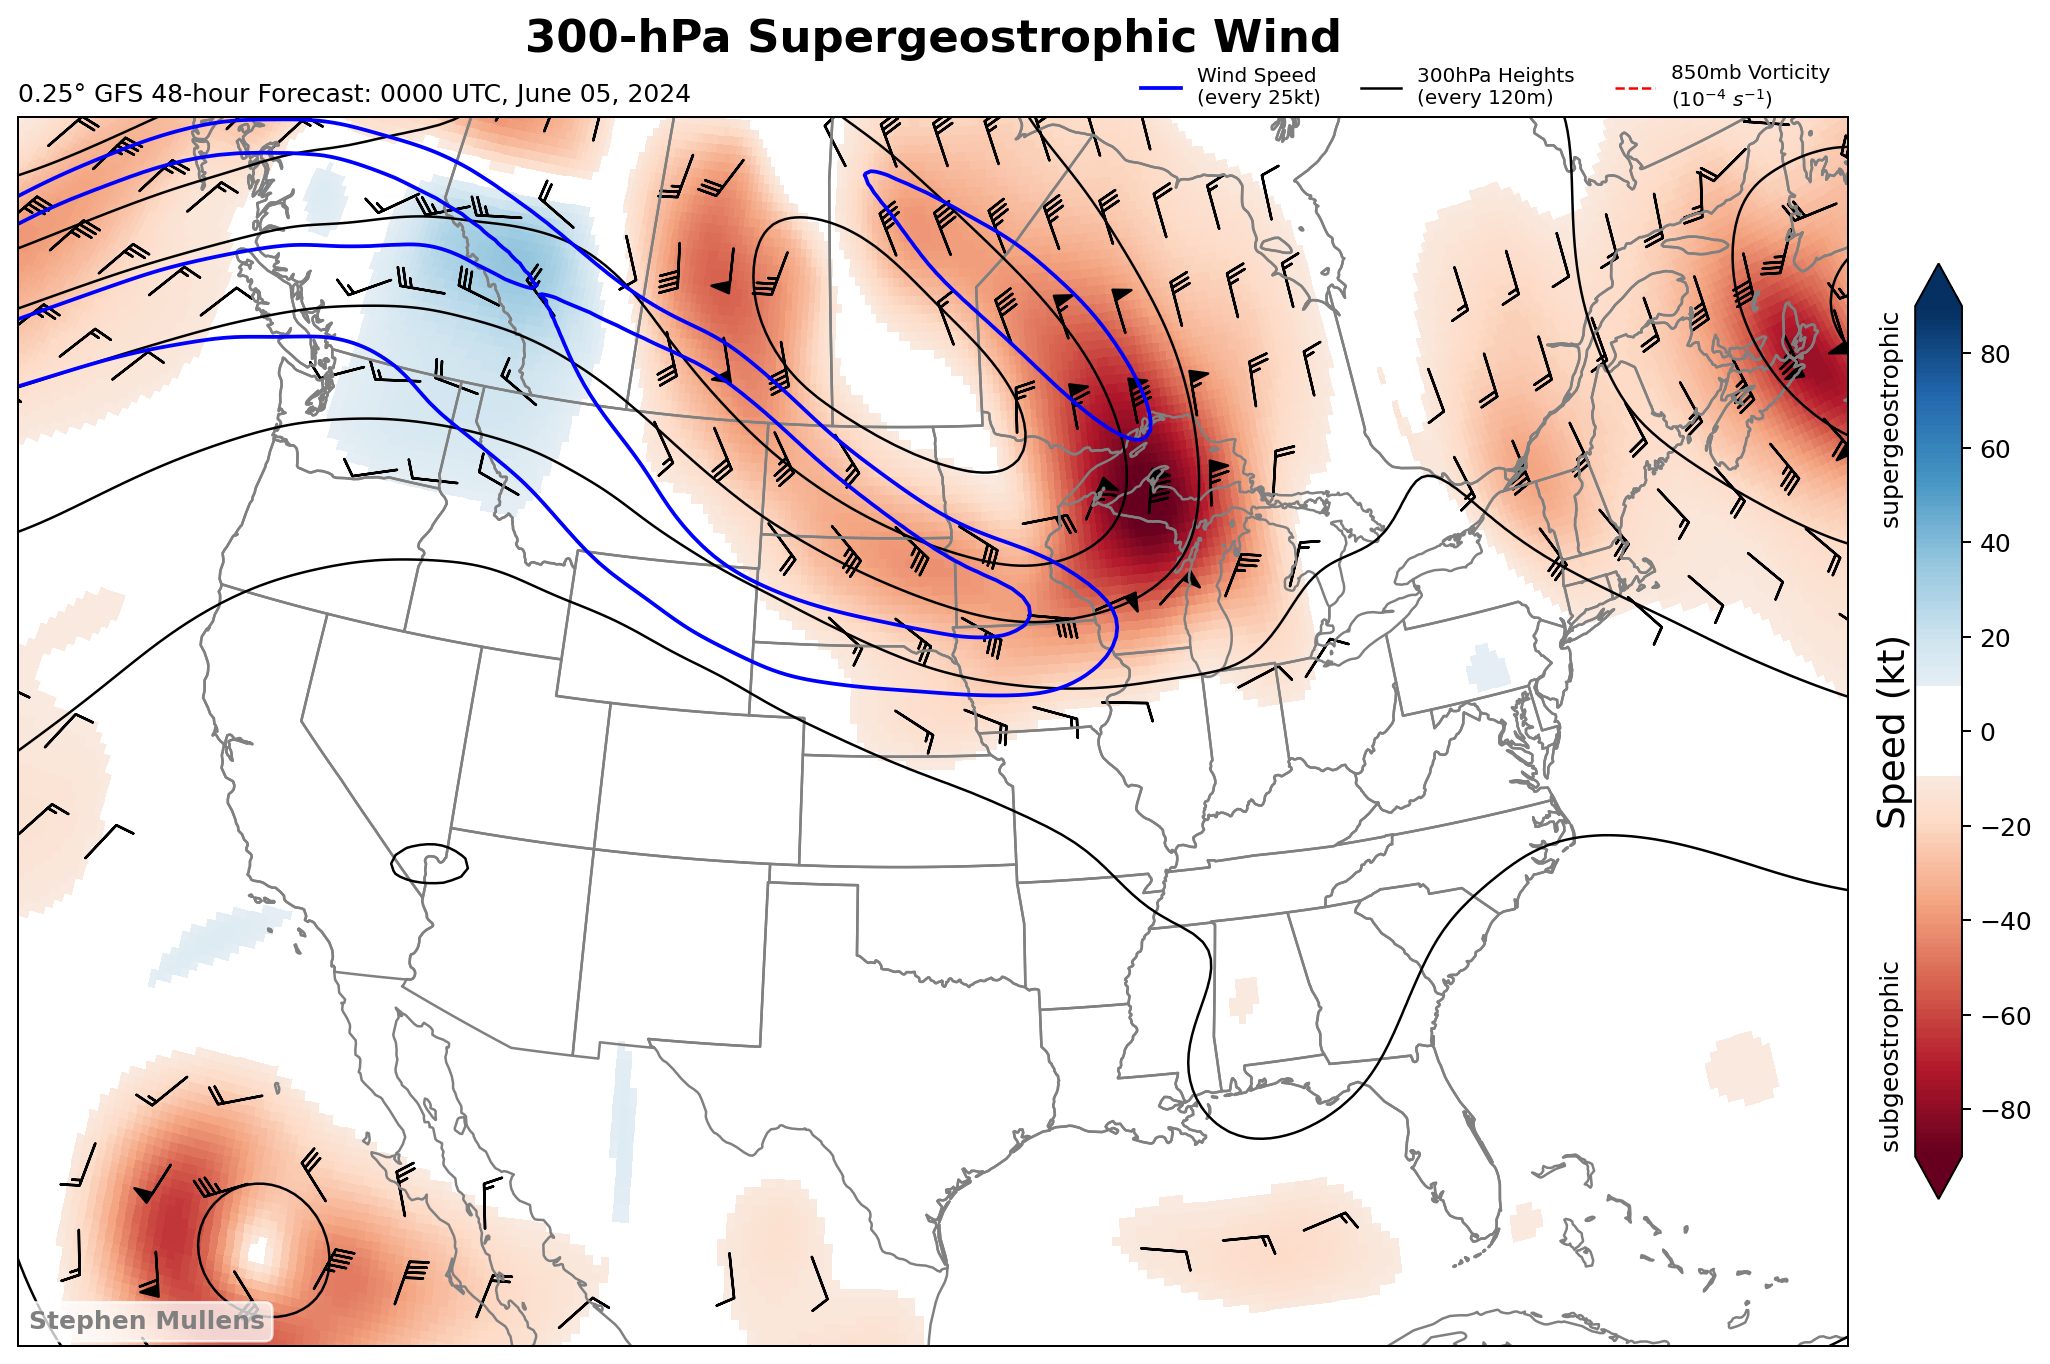 300-hPa Supergeostrophic Wind
0.25° GFS 48-hour Forecast: 0000 UTC, June 05, 2024
Wind Speed
(every 25kt)
300hPa Heights
(every 120m)
850mb Vorticity
(10⁻⁴ s⁻¹)
supergeostrophic
Speed (kt)
subgeostrophic
80
60
40
20
0
−20
−40
−60
−80
Stephen Mullens